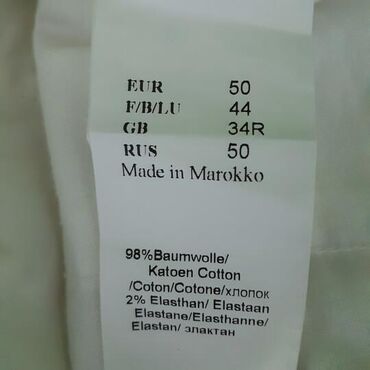 EUR 50
F/B/LU 44
GB 34R
RUS 50
Made in Marokko
98%Baumwolle/
Katoen Cotton
/Coton/Cotone/хлопок
2% Elasthan/ Elastaan
Elastane/Elasthanne/
Elastan/ элактан